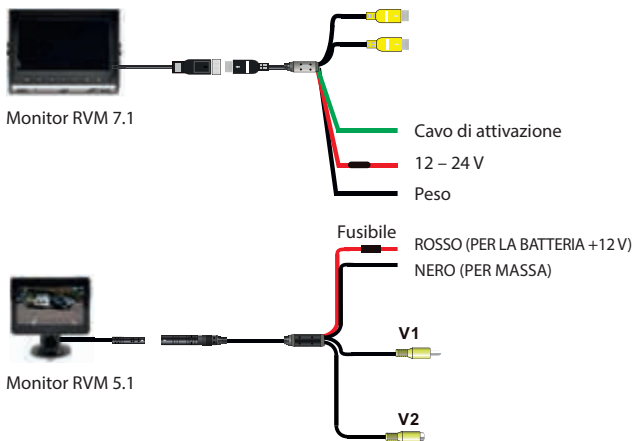 Monitor RVM 7.1
Cavo di attivazione
12 – 24 V
Peso
Fusibile
ROSSO (PER LA BATTERIA +12 V)
NERO (PER MASSA)
V1
Monitor RVM 5.1
V2